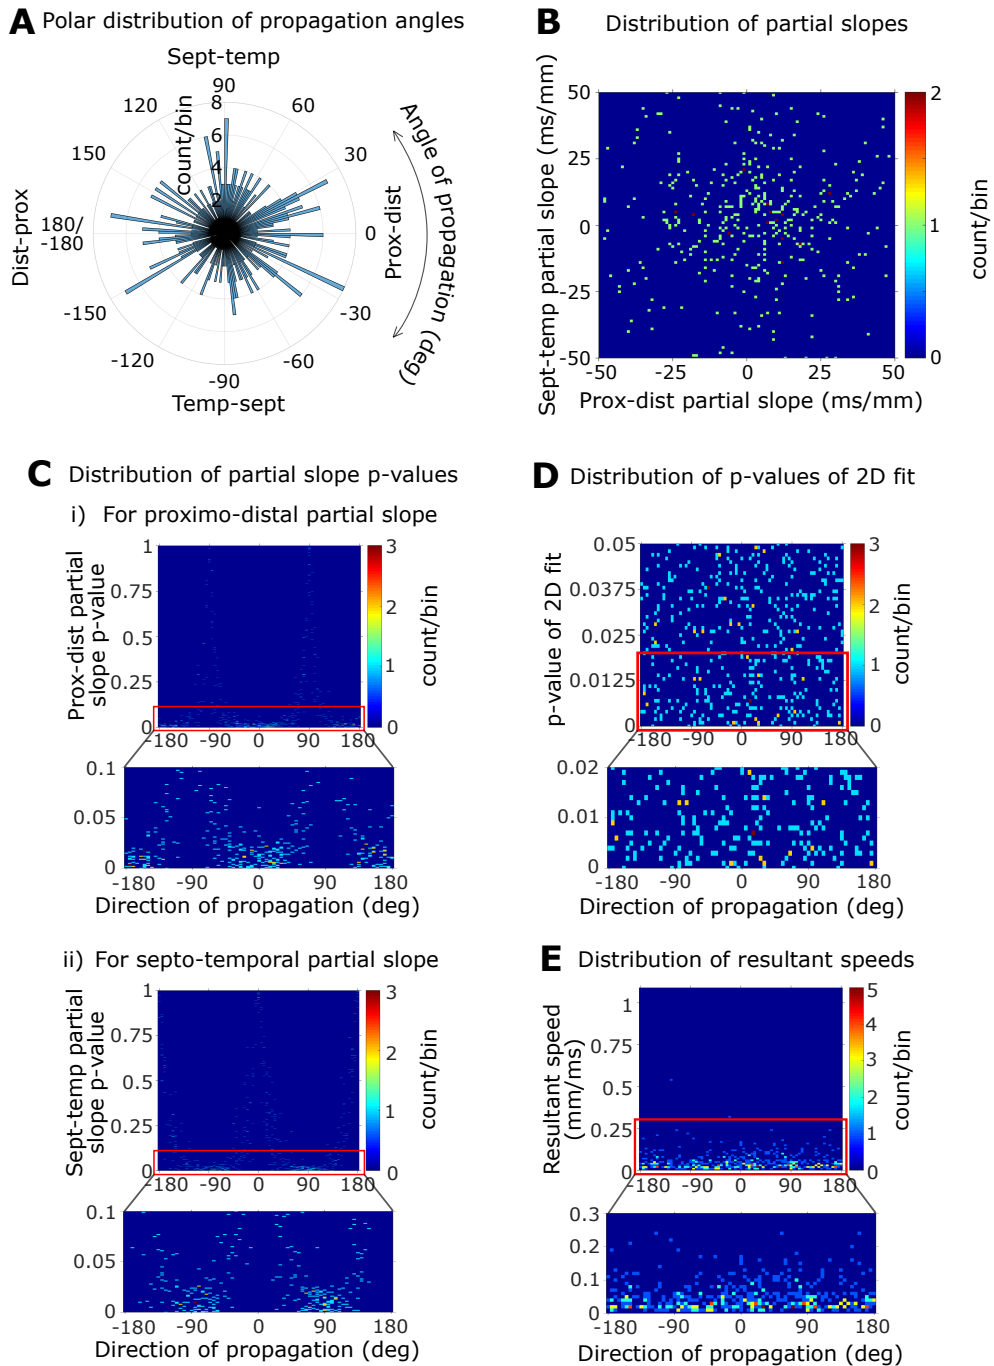 A Polar distribution of propagation angles
Sept-temp
90
120
60
150
30
180/
-180
0
-150
-30
-120
-60
-90
8
6
4
2
count/bin
Dist-prox
Prox-dist
Angle of propagation (deg)
Temp-sept
B Distribution of partial slopes
Sept-temp partial slope (ms/mm)
50
25
0
-25
-50
-50 -25 0 25 50
Prox-dist partial slope (ms/mm)
2
1
0
count/bin
C Distribution of partial slope p-values
i) For proximo-distal partial slope
Prox-dist partial
slope p-value
1
0.75
0.5
0.25
0
-180 -90 0 90 180
3
2
1
0
count/bin
0.1
0.05
0
-180 -90 0 90 180
Direction of propagation (deg)
ii) For septo-temporal partial slope
Sept-temp partial
slope p-value
1
0.75
0.5
0.25
0
-180 -90 0 90 180
3
2
1
0
count/bin
0.1
0.05
0
-180 -90 0 90 180
Direction of propagation (deg)
D Distribution of p-values of 2D fit
p-value of 2D fit
0.05
0.0375
0.025
0.0125
0
-180 -90 0 90 180
3
2
1
0
count/bin
0.02
0.01
0
-180 -90 0 90 180
Direction of propagation (deg)
E Distribution of resultant speeds
Resultant speed
(mm/ms)
1
0.75
0.5
0.25
0
-180 -90 0 90 180
5
4
3
2
1
0
count/bin
0.3
0.2
0.1
0
-180 -90 0 90 180
Direction of propagation (deg)